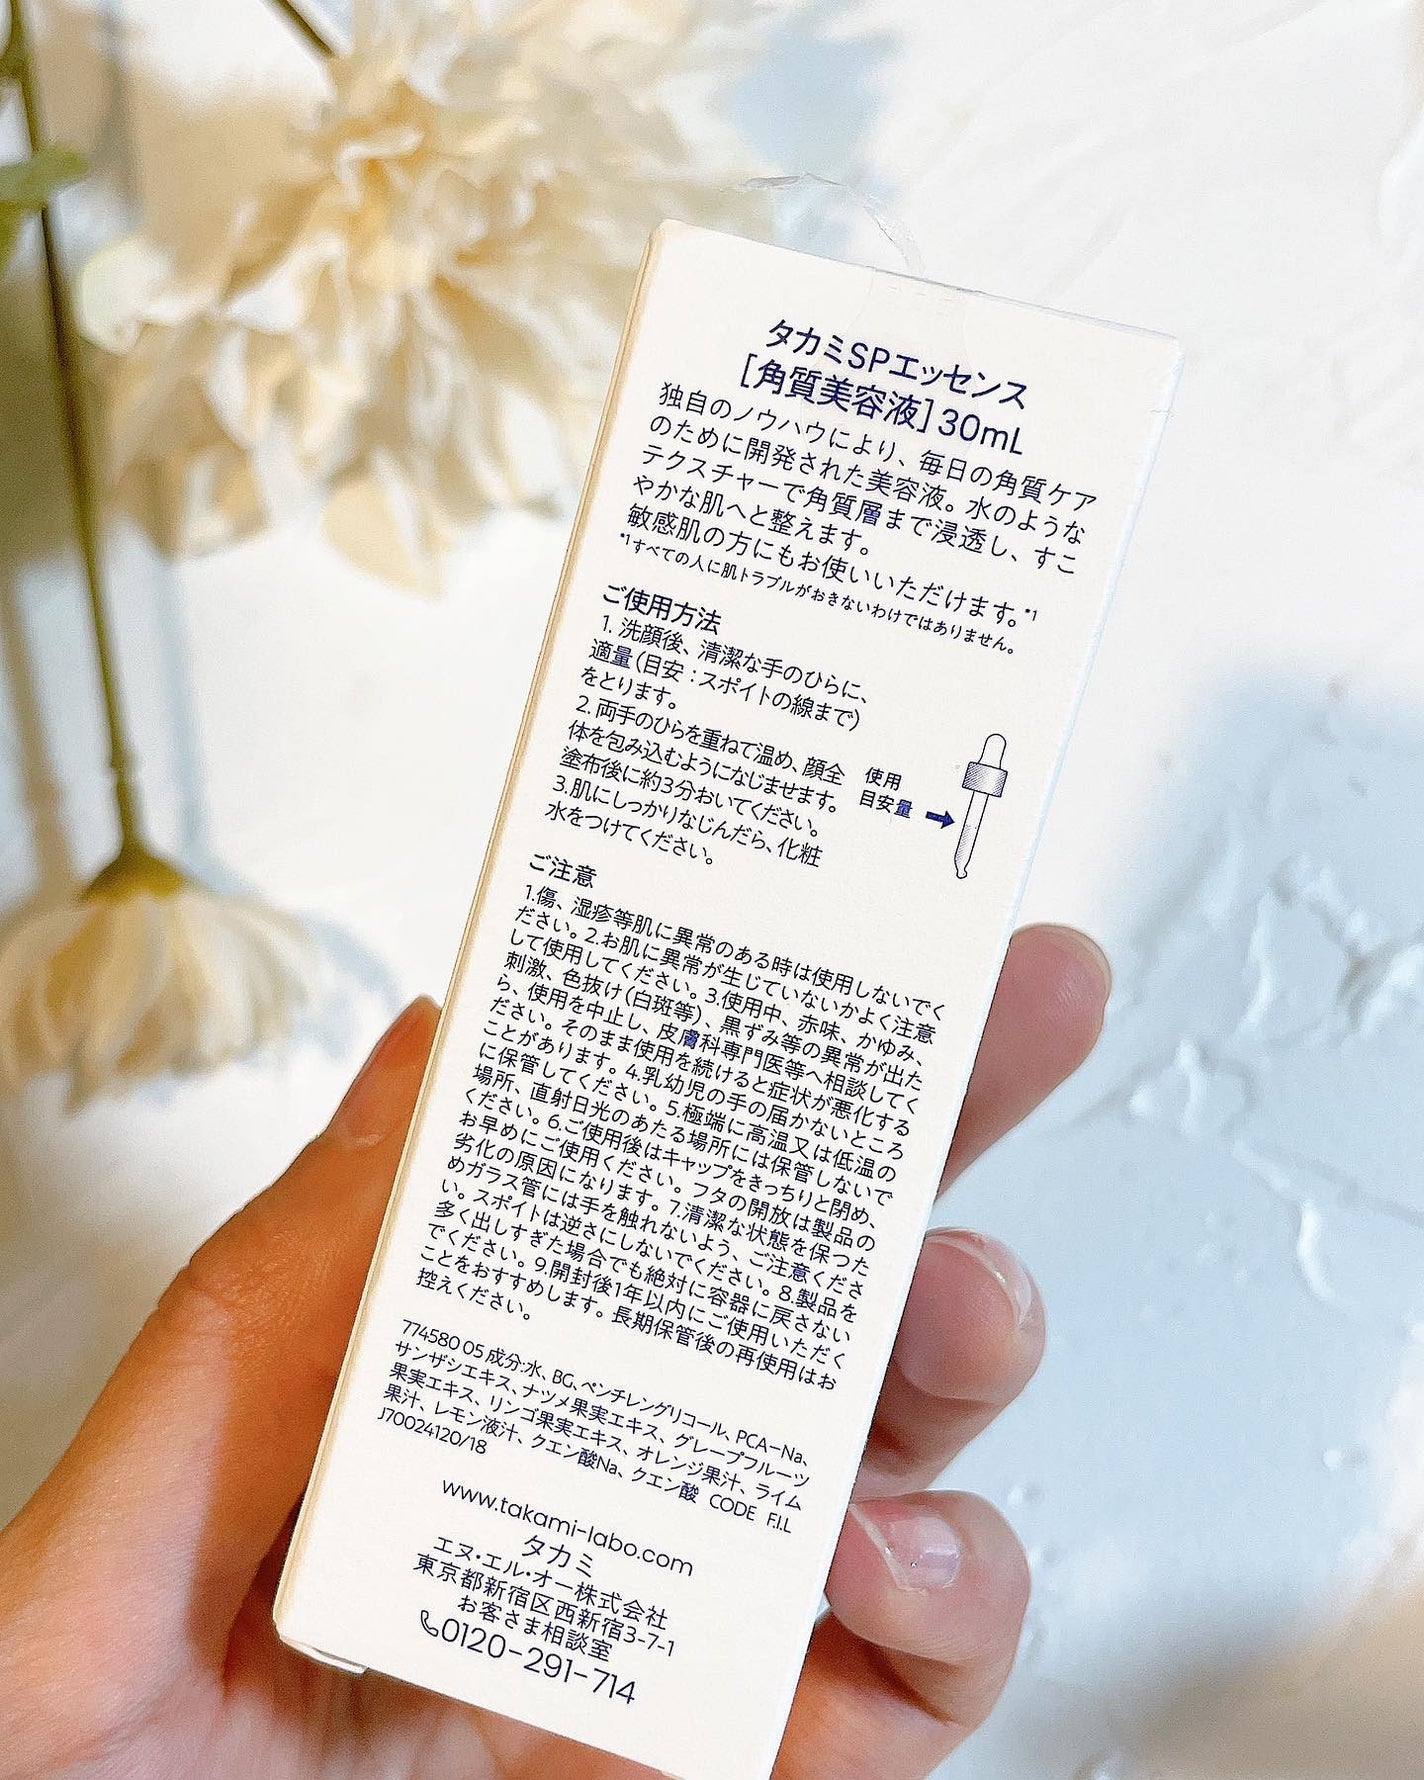 タカミSPエッセンス
［角質美容液］30mL
独自のノウハウにより、毎日の角質ケア
のために開発された美容液。水のような
テクスチャーで角質層まで浸透し、すこ
やかな肌へと整えます。
敏感肌の方にもお使いいただけます。*1
*1すべての人に肌トラブルがおきないわけではありません。
ご使用方法
1. 洗顔後、清潔な手のひらに、
適量（目安：スポイトの線まで）
をとります。
2. 両手のひらを重ねて温め、顔全
体を包み込むようになじませます。
塗布後に約3分おいてください。
3.肌にしっかりなじんだら、化粧
水をつけてください。
使用
目安量
ご注意
1.傷、湿疹等肌に異常のある時は使用しないでく
ださい。2.お肌に異常が生じていないかよく注意
して使用してください。3.使用中、赤味、かゆみ、
刺激、色抜け（白斑等）、黒ずみ等の異常が出た
ら、使用を中止し、皮膚科専門医等へ相談してく
ださい。そのまま使用を続けると症状が悪化する
ことがあります。4.乳幼児の手の届かないところ
に保管してください。5.極端に高温又は低温の
場所、直射日光のあたる場所には保管しないで
ください。6.ご使用後はキャップをきっちりと閉め、
お早めにご使用ください。フタの開放は製品の
劣化の原因になります。7.清潔な状態を保つた
めガラス管には手を触れないよう、ご注意くださ
い。スポイトは逆さにしないでください。8.製品を
多く出しすぎた場合でも絶対に容器に戻さない
でください。9.開封後1年以内にご使用いただく
ことをおすすめします。長期保管後の再使用はお
控えください。
774580 05 成分:水、BG、ペンチレングリコール、PCA-Na、
サンザシエキス、ナツメ果実エキス、グレープフルーツ
果実エキス、リンゴ果実エキス、オレンジ果汁、ライム
果汁、レモン液汁、クエン酸Na、クエン酸 CODE F.I.L
J70024120/18
www.takami-labo.com
タカミ
エヌ・エル・オー株式会社
東京都新宿区西新宿3-7-1
お客さま相談室
0120-291-714